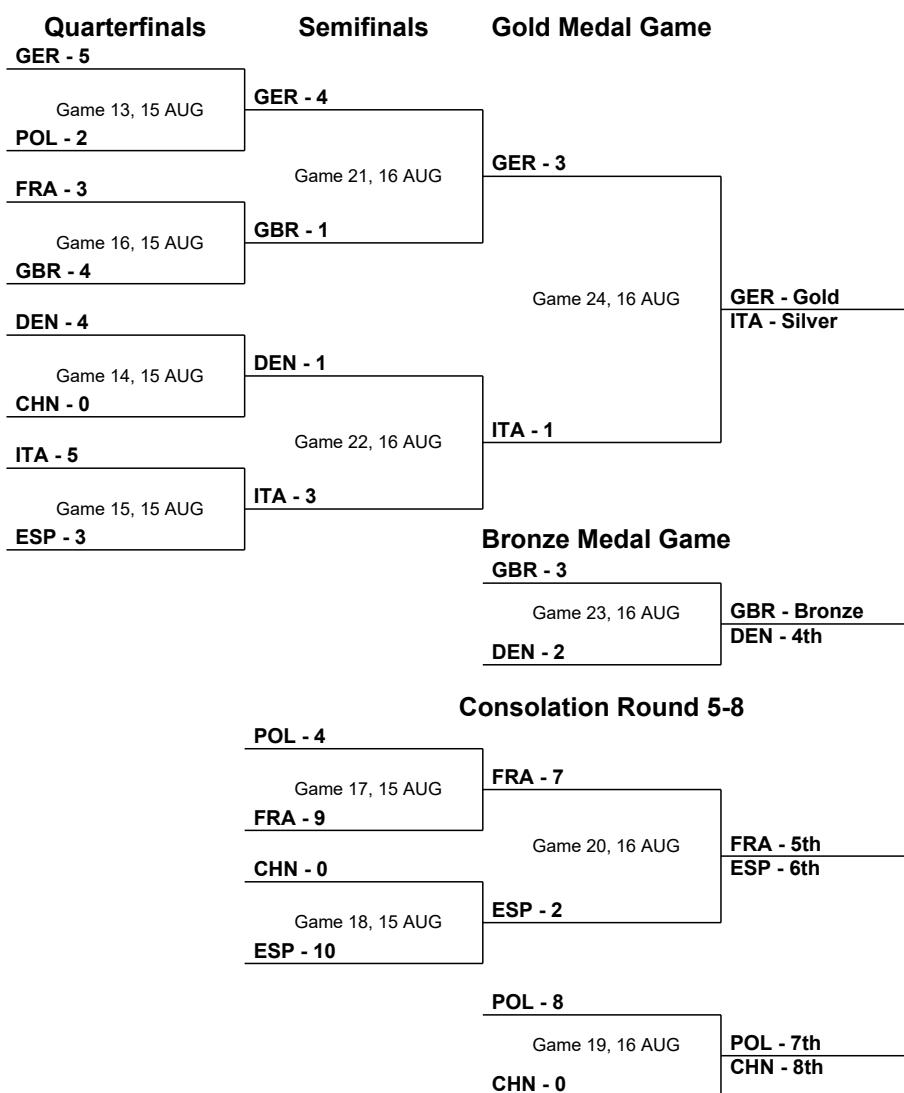 Quarterfinals Semifinals Gold Medal Game
GER - 5
Game 13, 15 AUG
POL - 2
GER - 4
FRA - 3
Game 16, 15 AUG
GBR - 4
Game 21, 16 AUG
GBR - 1
GER - 3
DEN - 4
Game 14, 15 AUG
CHN - 0
DEN - 1
ITA - 5
Game 15, 15 AUG
ESP - 3
Game 22, 16 AUG
ITA - 3
Game 24, 16 AUG
ITA - 1
GER - Gold
ITA - Silver
Bronze Medal Game
GBR - 3
Game 23, 16 AUG
DEN - 2
GBR - Bronze
DEN - 4th
Consolation Round 5-8
POL - 4
Game 17, 15 AUG
FRA - 9
FRA - 7
CHN - 0
Game 18, 15 AUG
ESP - 10
Game 20, 16 AUG
ESP - 2
FRA - 5th
ESP - 6th
POL - 8
Game 19, 16 AUG
CHN - 0
POL - 7th
CHN - 8th